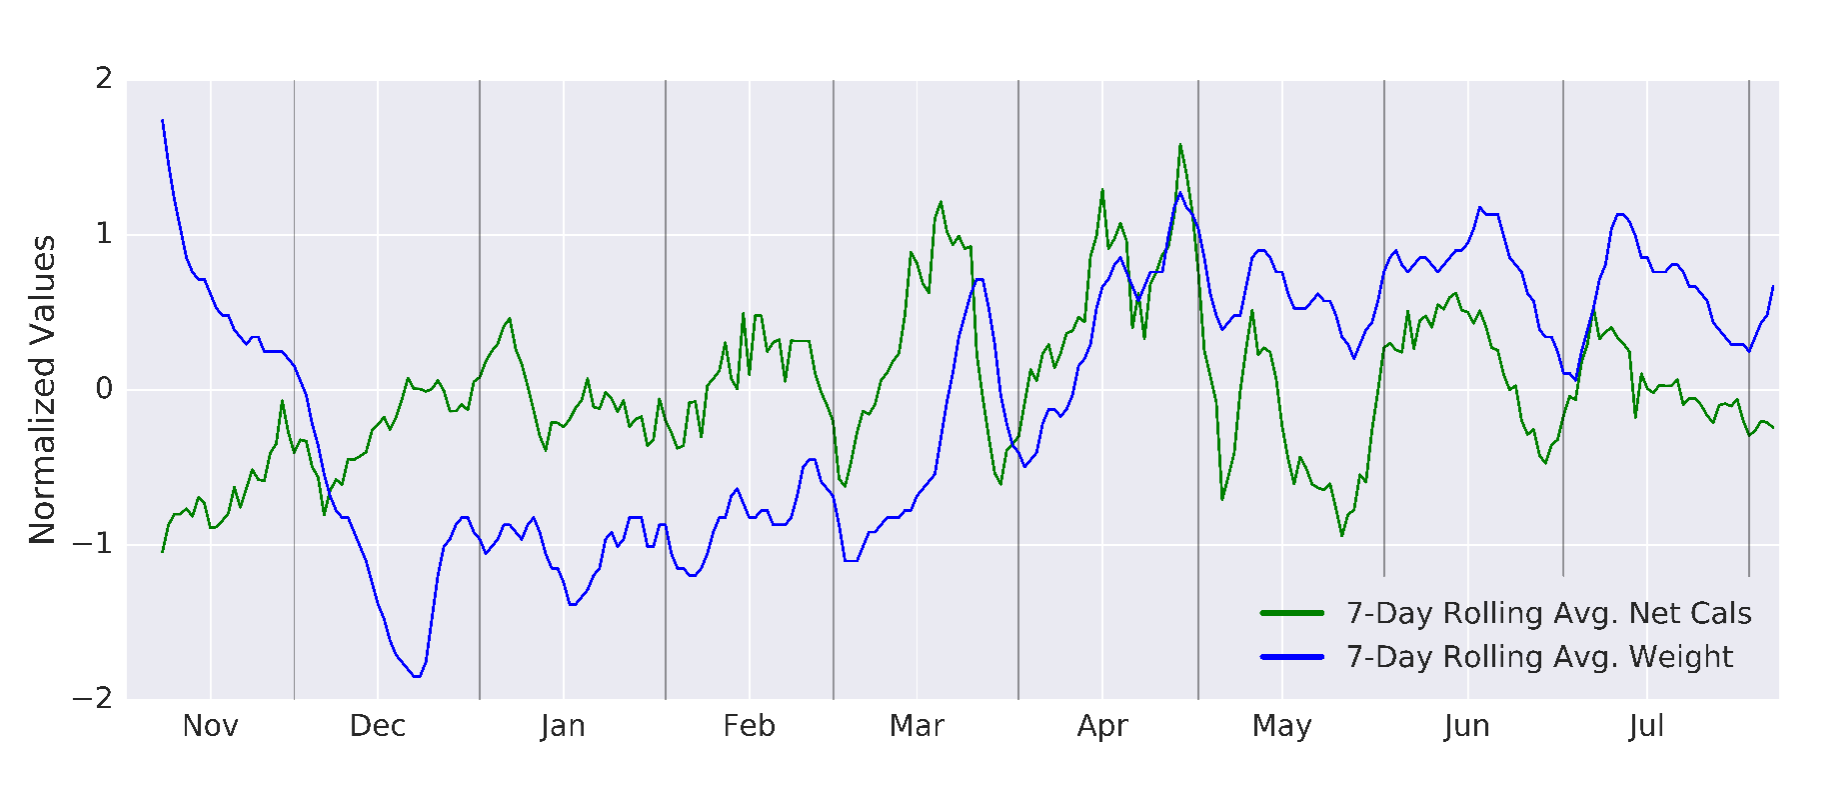 Normalized Values
2
1
0
−1
−2
Nov Dec Jan Feb Mar Apr May Jun Jul
7-Day Rolling Avg. Net Cals
7-Day Rolling Avg. Weight